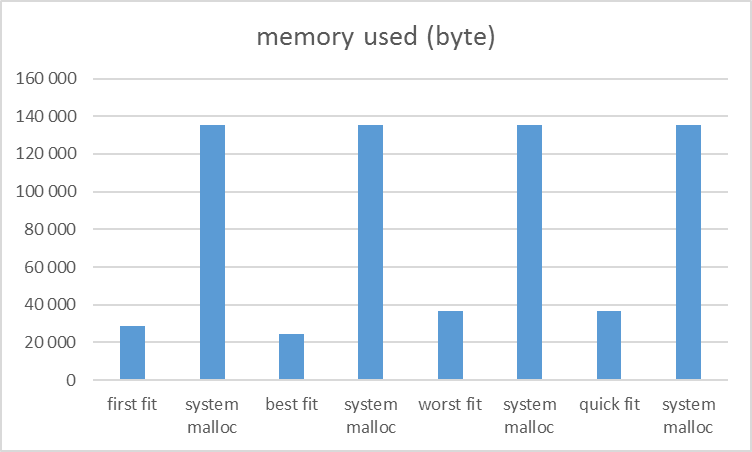 memory used (byte)
160 000
140 000
120 000
100 000
80 000
60 000
40 000
20 000
0
first fit
system
malloc
best fit
system
malloc
worst fit
system
malloc
quick fit
system
malloc